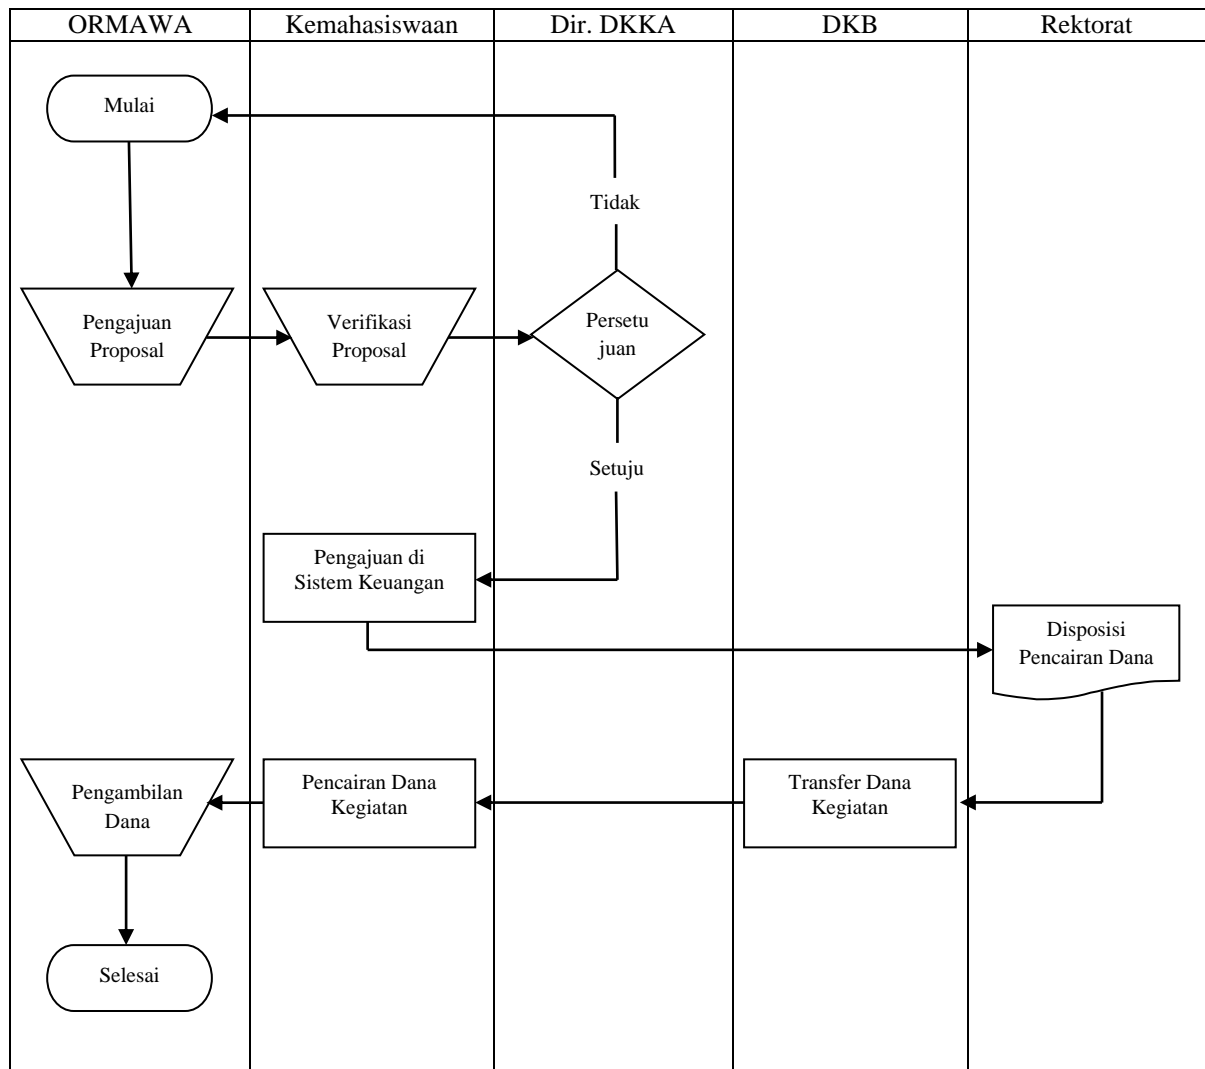 ORMAWA
Kemahasiswaan
Dir. DKKA
DKB
Rektorat
Mulai
Tidak
Pengajuan
Proposal
Verifikasi
Proposal
Persetu
juan
Setuju
Pengajuan di
Sistem Keuangan
Disposisi
Pencairan Dana
Pengambilan
Dana
Pencairan Dana
Kegiatan
Transfer Dana
Kegiatan
Selesai